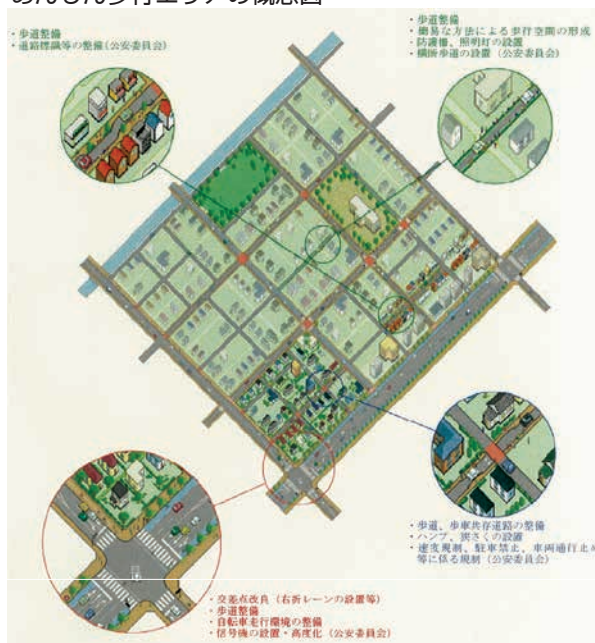 あんしん歩行エリアの概念図
・歩道整備
・道路標識等の整備(公安委員会)
・歩道整備
・簡易な方法による歩行空間の形成
・防護柵、照明灯の設置
・横断歩道の設置(公安委員会)
・歩道、歩車共存道路の整備
・ハンプ、狭さくの設置
・速度規制、駐車禁止、車両通行止め
等に係る規制(公安委員会)
・交差点改良(右折レーンの設置等)
・歩道整備
・自転車走行環境の整備
・信号機の設置・高度化(公安委員会)